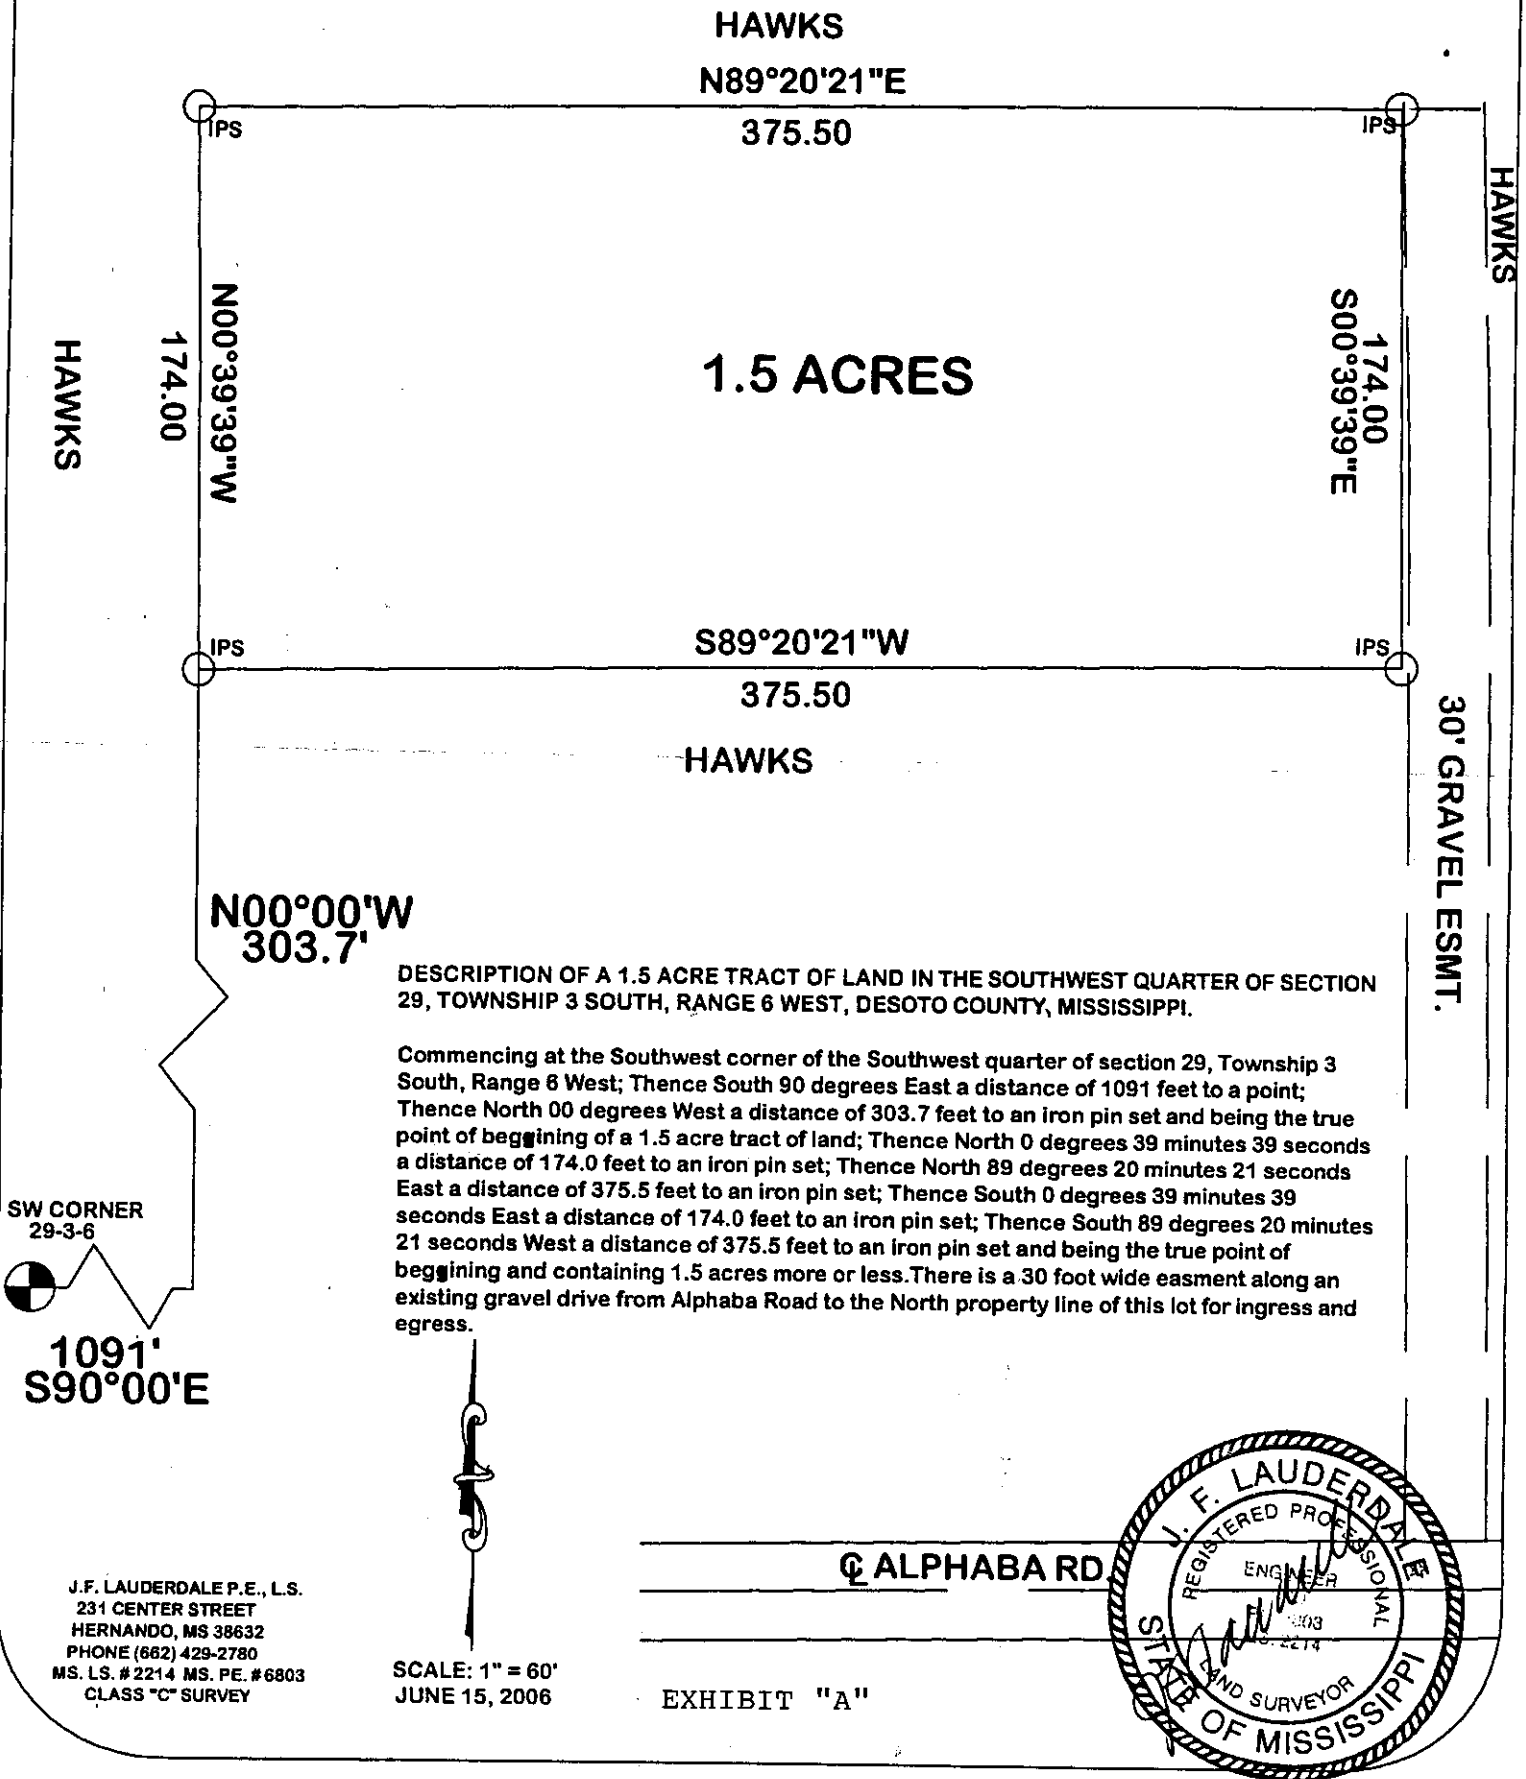 HAWKS
N89°20'21"E
375.50
IPS
IPS
HAWKS
HAWKS
174.00
N00°39'39"W
1.5 ACRES
174.00
S00°39'39"E
IPS
S89°20'21"W
IPS
375.50
HAWKS
30' GRAVEL ESMT.
N00°00'W
303.7'
DESCRIPTION OF A 1.5 ACRE TRACT OF LAND IN THE SOUTHWEST QUARTER OF SECTION
29, TOWNSHIP 3 SOUTH, RANGE 6 WEST, DESOTO COUNTY, MISSISSIPPI.
Commencing at the Southwest corner of the Southwest quarter of section 29, Township 3
South, Range 6 West; Thence South 90 degrees East a distance of 1091 feet to a point;
Thence North 00 degrees West a distance of 303.7 feet to an iron pin set and being the true
point of beggining of a 1.5 acre tract of land; Thence North 0 degrees 39 minutes 39 seconds
a distance of 174.0 feet to an iron pin set; Thence North 89 degrees 20 minutes 21 seconds
East a distance of 375.5 feet to an iron pin set; Thence South 0 degrees 39 minutes 39
seconds East a distance of 174.0 feet to an iron pin set; Thence South 89 degrees 20 minutes
21 seconds West a distance of 375.5 feet to an iron pin set and being the true point of
beggining and containing 1.5 acres more or less.There is a 30 foot wide easment along an
existing gravel drive from Alphaba Road to the North property line of this lot for ingress and
egress.
SW CORNER
29-3-6
1091'
S90°00'E
℄ ALPHABA RD.
J. F. LAUDERDALE
REGISTERED PROFESSIONAL
ENGINEER
2214
LAND SURVEYOR
STATE OF MISSISSIPPI
J.F. LAUDERDALE P.E., L.S.
231 CENTER STREET
HERNANDO, MS 38632
PHONE (662) 429-2780
MS. LS. # 2214 MS. PE. # 6803
CLASS "C" SURVEY
SCALE: 1" = 60'
JUNE 15, 2006
EXHIBIT "A"